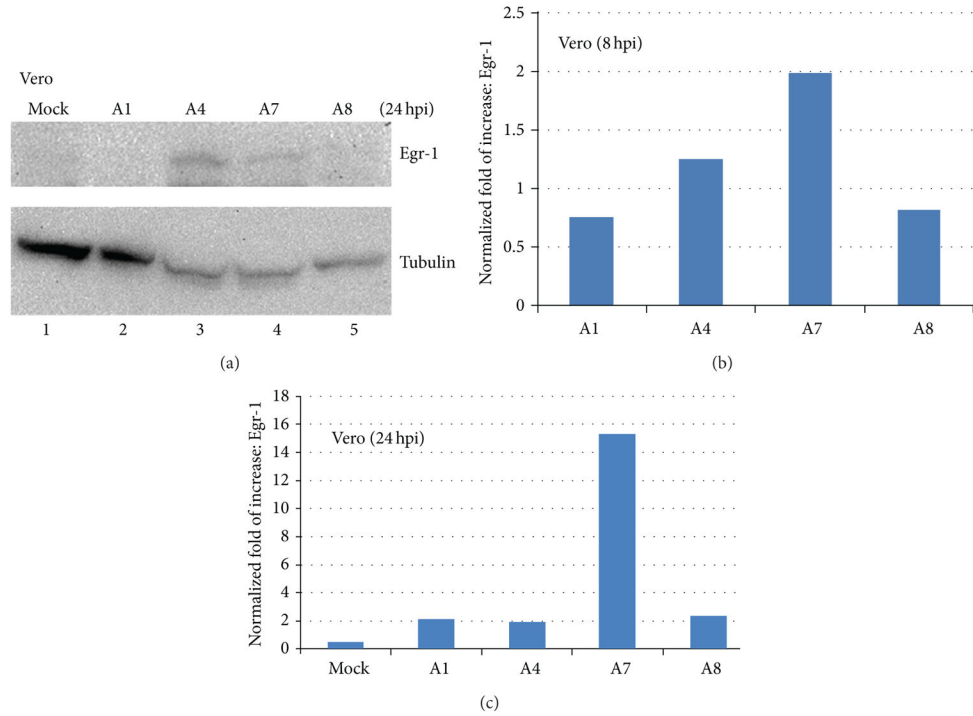 Vero
Mock A1 A4 A7 A8 (24 hpi)
Egr-1
Tubulin
1 2 3 4 5
(a)
Normalized fold of increase: Egr-1
2.5
2
1.5
1
0.5
0
Vero (8 hpi)
A1 A4 A7 A8
(b)
Normalized fold of increase: Egr-1
18
16
14
12
10
8
6
4
2
0
Vero (24 hpi)
Mock A1 A4 A7 A8
(c)